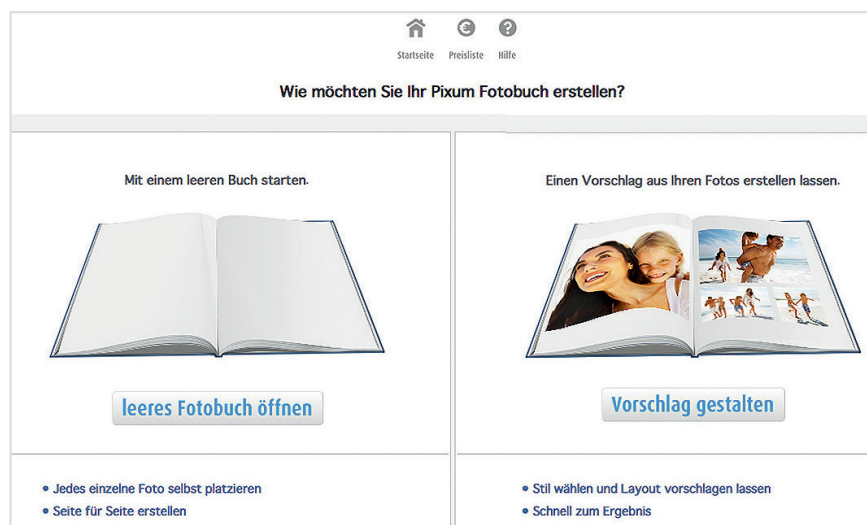 Startseite Preisliste Hilfe
Wie möchten Sie Ihr Pixum Fotobuch erstellen?
Mit einem leeren Buch starten.
leeres Fotobuch öffnen
• Jedes einzelne Foto selbst platzieren
• Seite für Seite erstellen
Einen Vorschlag aus Ihren Fotos erstellen lassen.
Vorschlag gestalten
• Stil wählen und Layout vorschlagen lassen
• Schnell zum Ergebnis